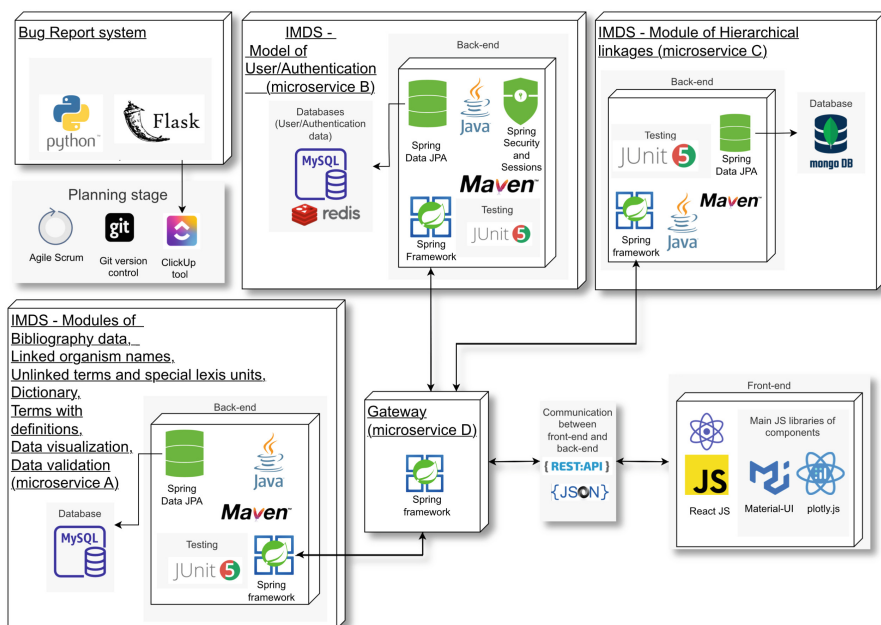 Bug Report system
python™
Flask
Planning stage
Agile Scrum
git
Git version
control
ClickUp
tool
IMDS -
Model of
User/Authentication
(microservice B)
Databases
(User/Authentication
data)
MySQL
redis
Back-end
Spring
Data JPA
Java
Spring
Security
and
Sessions
Maven™
Spring
Framework
Testing
JUnit 5
IMDS - Module of Hierarchical
linkages (microservice C)
Back-end
Testing
JUnit 5
Spring
Data JPA
Spring
framework
Java
Maven™
Database
mongo DB
IMDS - Modules of
Bibliography data,
Linked organism names,
Unlinked terms and special lexis units,
Dictionary,
Terms with
definitions,
Data visualization,
Data validation
(microservice A)
Database
MySQL
Back-end
Spring
Data JPA
Java
Maven™
Testing
JUnit 5
Spring
framework
Gateway
(microservice D)
Spring
framework
Communication
between
front-end and
back-end
{ REST:API }
{JSON}
Front-end
JS
React JS
Main JS libraries of
components
Material-UI
plotly.js